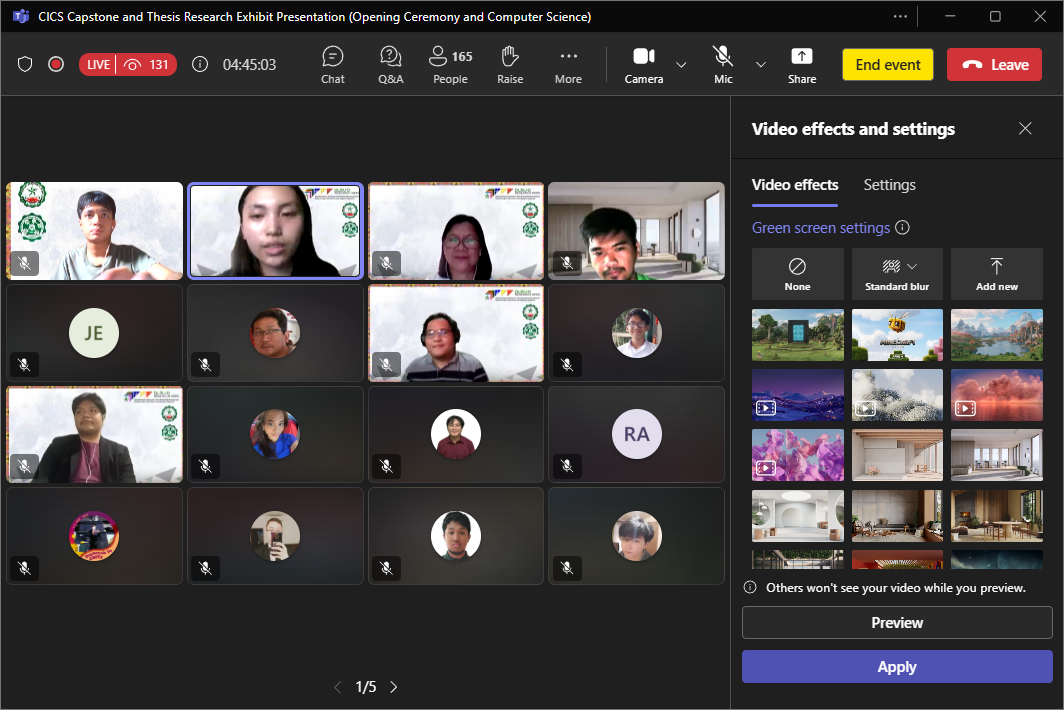 CICS Capstone and Thesis Research Exhibit Presentation (Opening Ceremony and Computer Science)
LIVE 131 04:45:03
Chat Q&A 165 People Raise More Camera Mic Share End event Leave
Video effects and settings
Video effects Settings
Green screen settings
None Standard blur Add new
MINECRAFT
JE
RA
1/5
Others won't see your video while you preview.
Preview
Apply